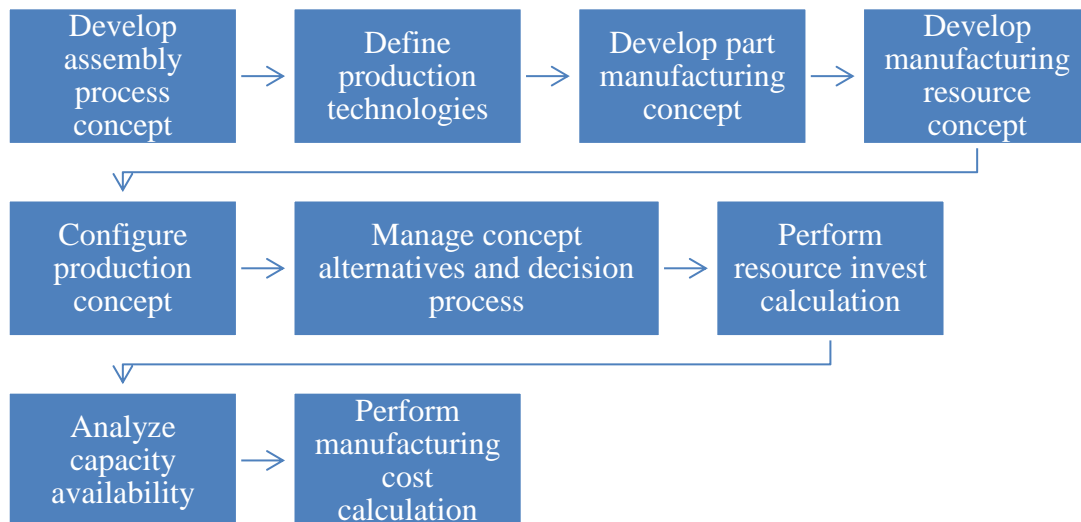 Develop
assembly
process
concept
Define
production
technologies
Develop part
manufacturing
concept
Develop
manufacturing
resource
concept
Configure
production
concept
Manage concept
alternatives and decision
process
Perform
resource invest
calculation
Analyze
capacity
availability
Perform
manufacturing
cost
calculation